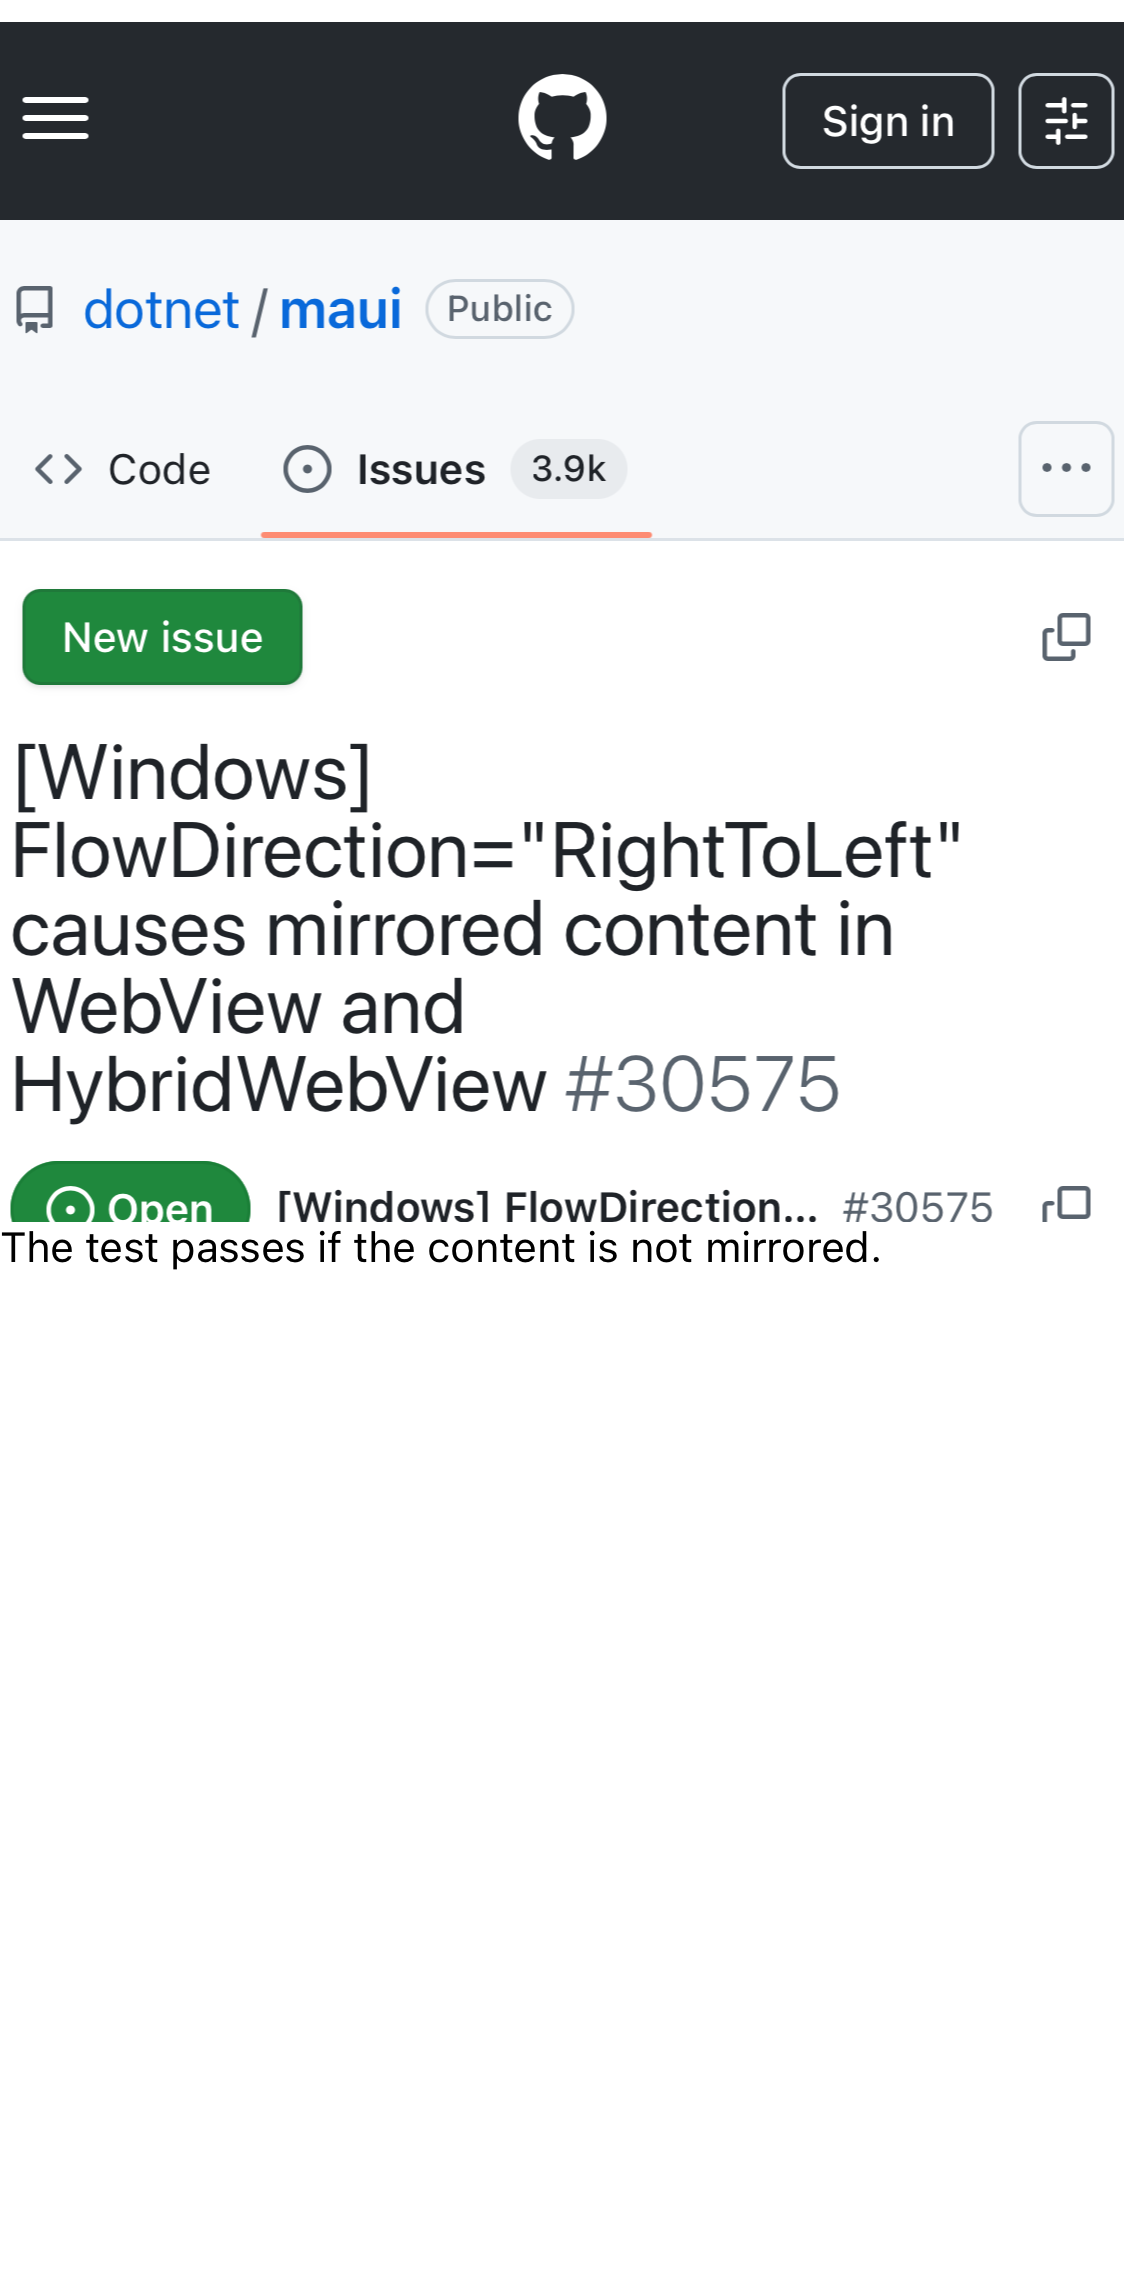 Sign in
dotnet / maui Public
Code Issues 3.9k
New issue
[Windows]
FlowDirection="RightToLeft"
causes mirrored content in
WebView and
HybridWebView #30575
Open [Windows] FlowDirection... #30575
The test passes if the content is not mirrored.